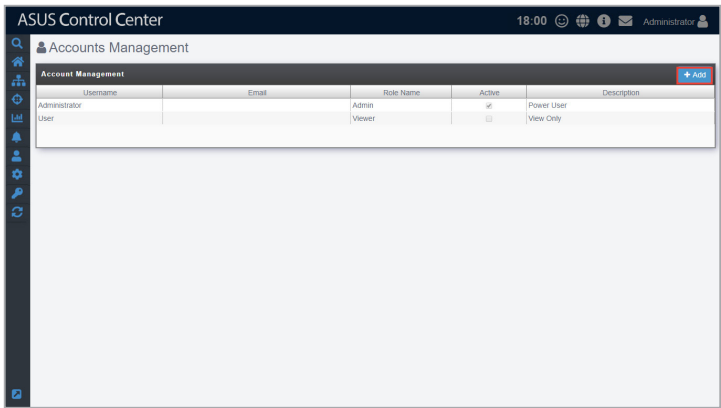 ASUS Control Center
18:00
Administrator
Accounts Management
Account Management
+ Add
Username Email Role Name Active Description
Administrator Admin Power User
User Viewer View Only